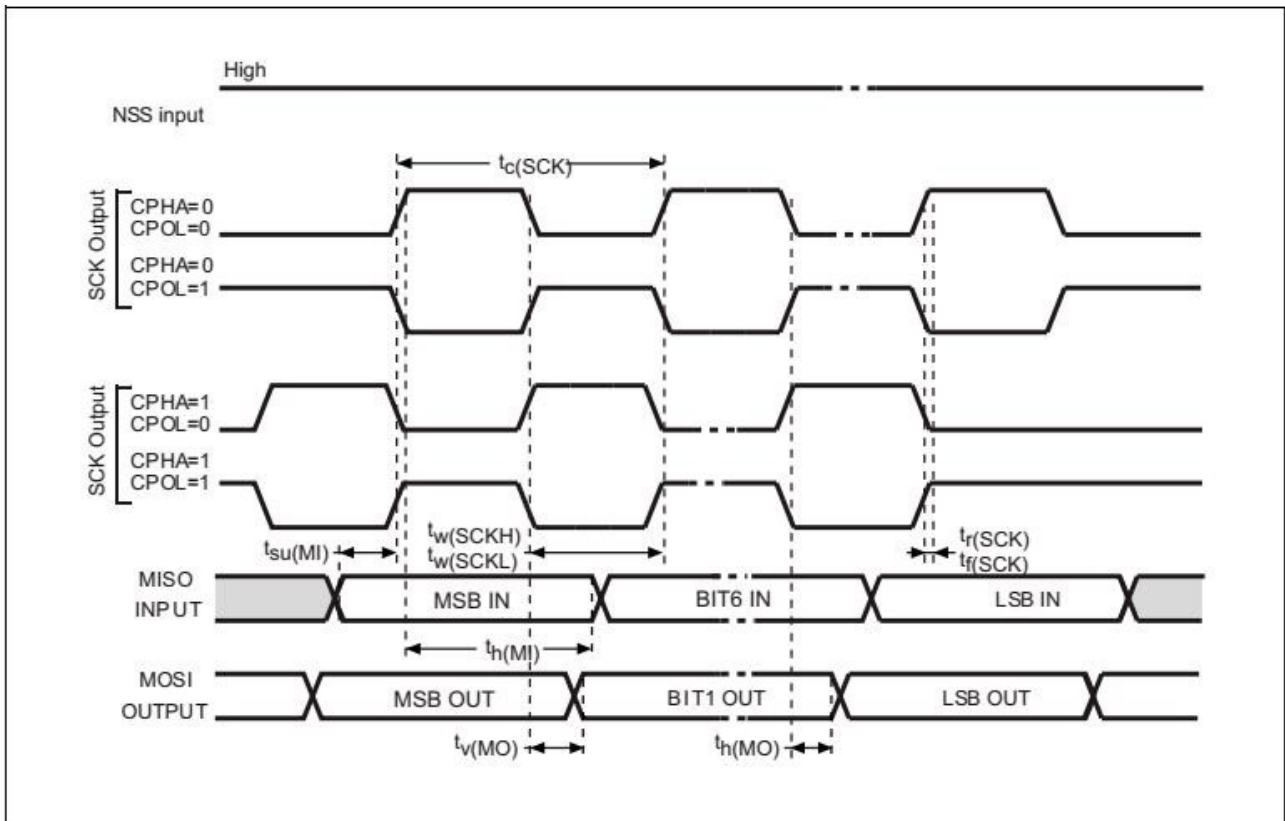 High
NSS input
tc(SCK)
SCK Output
CPHA=0
CPOL=0
CPHA=0
CPOL=1
SCK Output
CPHA=1
CPOL=0
CPHA=1
CPOL=1
tsu(MI)
tw(SCKH)
tw(SCKL)
tr(SCK)
tf(SCK)
MISO
INPUT
MSB IN
BIT6 IN
LSB IN
th(MI)
MOSI
OUTPUT
MSB OUT
BIT1 OUT
LSB OUT
tv(MO)
th(MO)